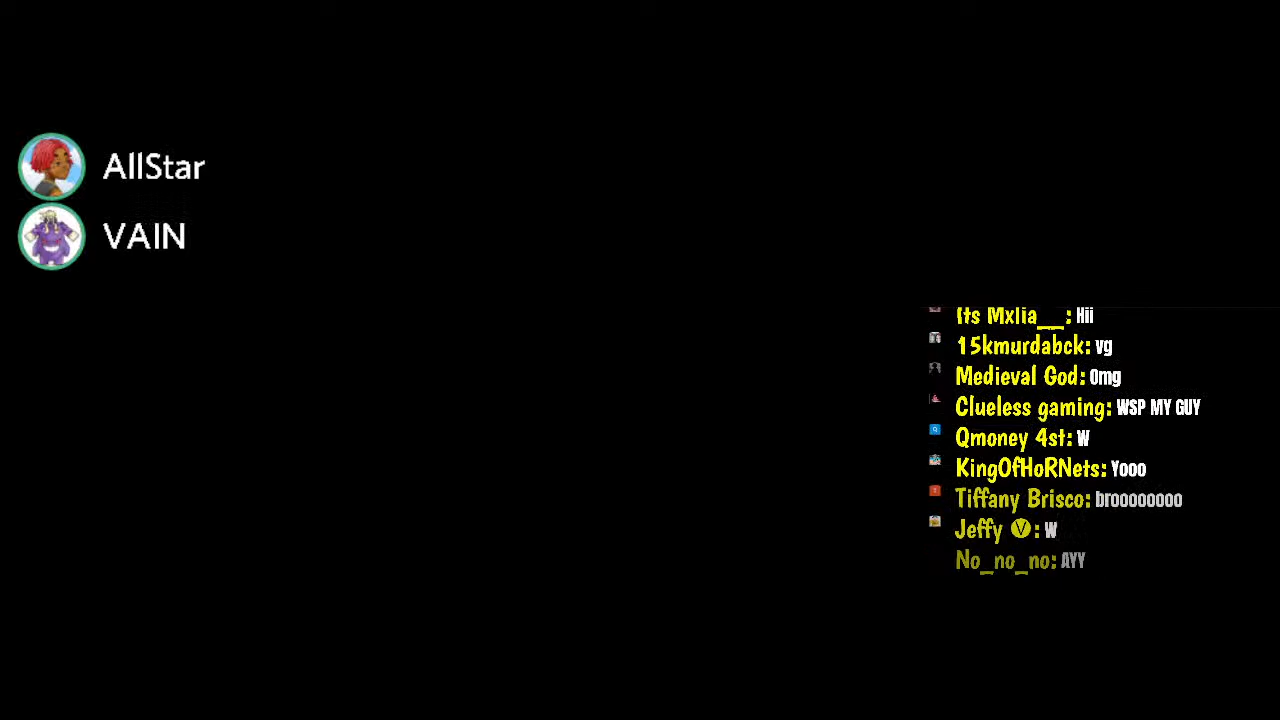 AllStar
VAIN
Its Mxlia__: Hii
15kmurdabck: vg
Medieval God: Omg
Clueless gaming: WSP MY GUY
Qmoney 4st: W
KingOfHoRNets: Yooo
Tiffany Brisco: broooooooo
Jeffy V: W
No_no_no: AYY